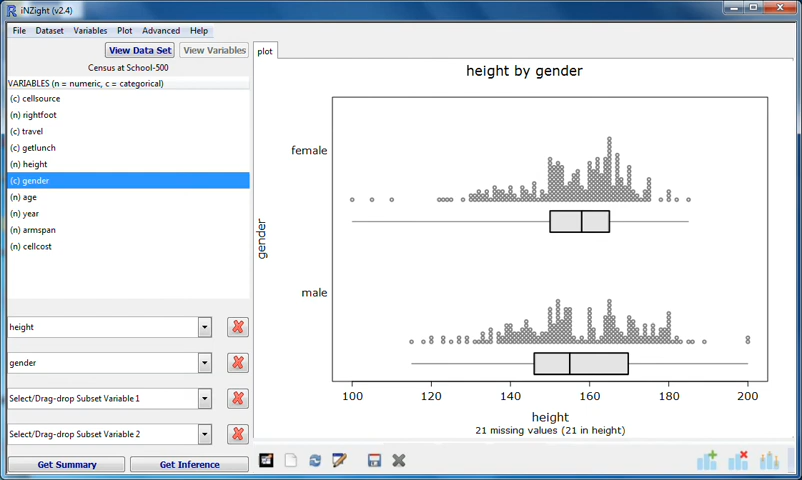 iNZight (v2.4)
File Dataset Variables Plot Advanced Help
View Data Set View Variables
Census at School-500
VARIABLES (n = numeric, c = categorical)
(c) cellsource
(n) rightfoot
(c) travel
(c) getlunch
(n) height
(c) gender
(n) age
(n) year
(n) armspan
(n) cellcost
height
gender
Select/Drag-drop Subset Variable 1
Select/Drag-drop Subset Variable 2
Get Summary Get Inference
plot
height by gender
female
male
gender
100 120 140 160 180 200
height
21 missing values (21 in height)